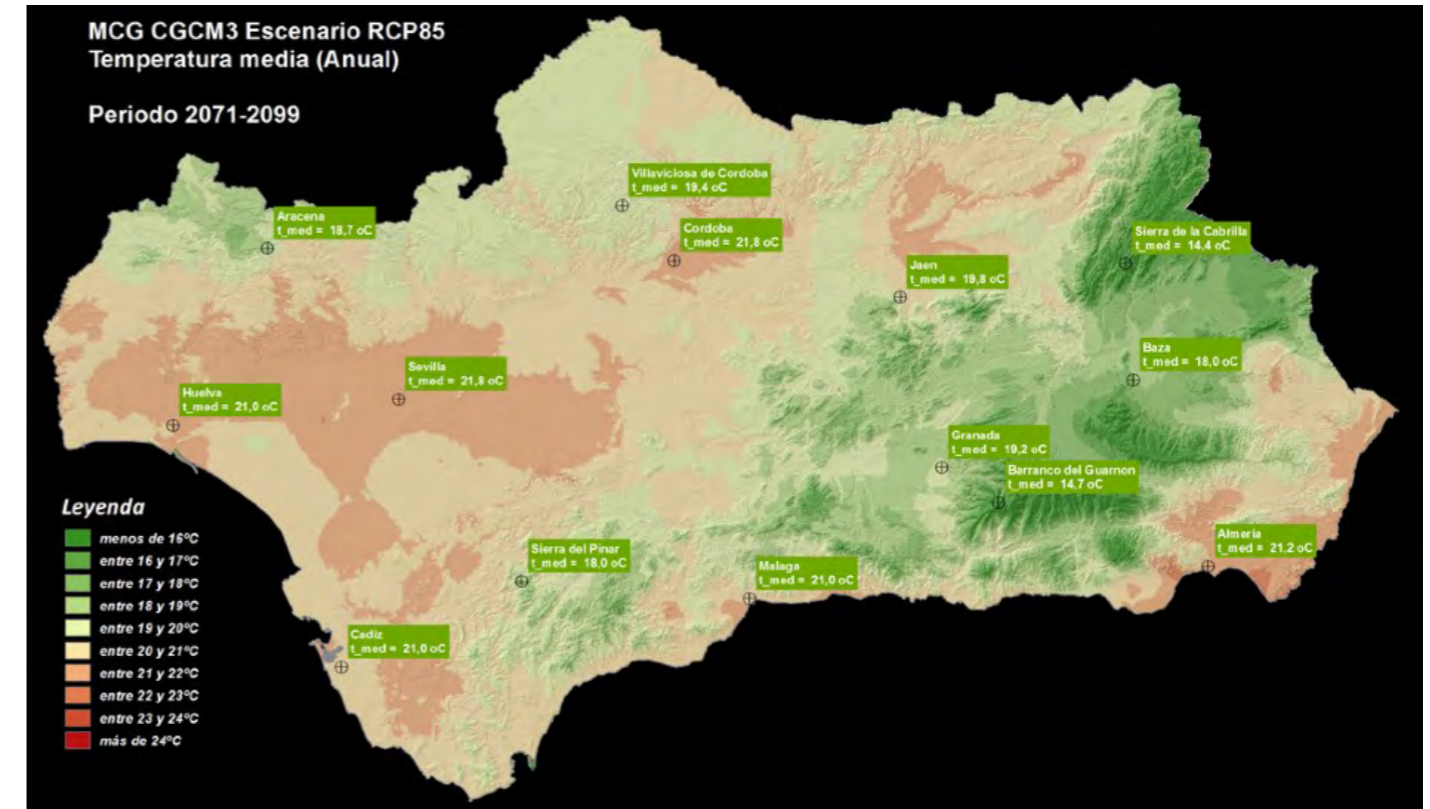 MCG CGCM3 Escenario RCP85
Temperatura media (Anual)
Periodo 2071-2099
Villaviciosa de Cordoba
t_med = 19,4 oC
Aracena
t_med = 18,7 oC
Cordoba
t_med = 21,8 oC
Sierra de la Cabrilla
t_med = 14.4 oC
Jaen
t_med = 19,8 oC
Baza
t_med = 18,0 oC
Sevilla
t_med = 21,8 oC
Huelva
t_med = 21,0 oC
Granada
t_med = 19,2 oC
Barranco del Guarnon
t_med = 14.7 oC
Almeria
t_med = 21,2 oC
Sierra del Pinar
t_med = 18,0 oC
Malaga
t_med = 21,0 oC
Cadiz
t_med = 21,0 oC
Leyenda
menos de 16ºC
entre 16 y 17ºC
entre 17 y 18ºC
entre 18 y 19ºC
entre 19 y 20ºC
entre 20 y 21ºC
entre 21 y 22ºC
entre 22 y 23ºC
entre 23 y 24ºC
más de 24ºC